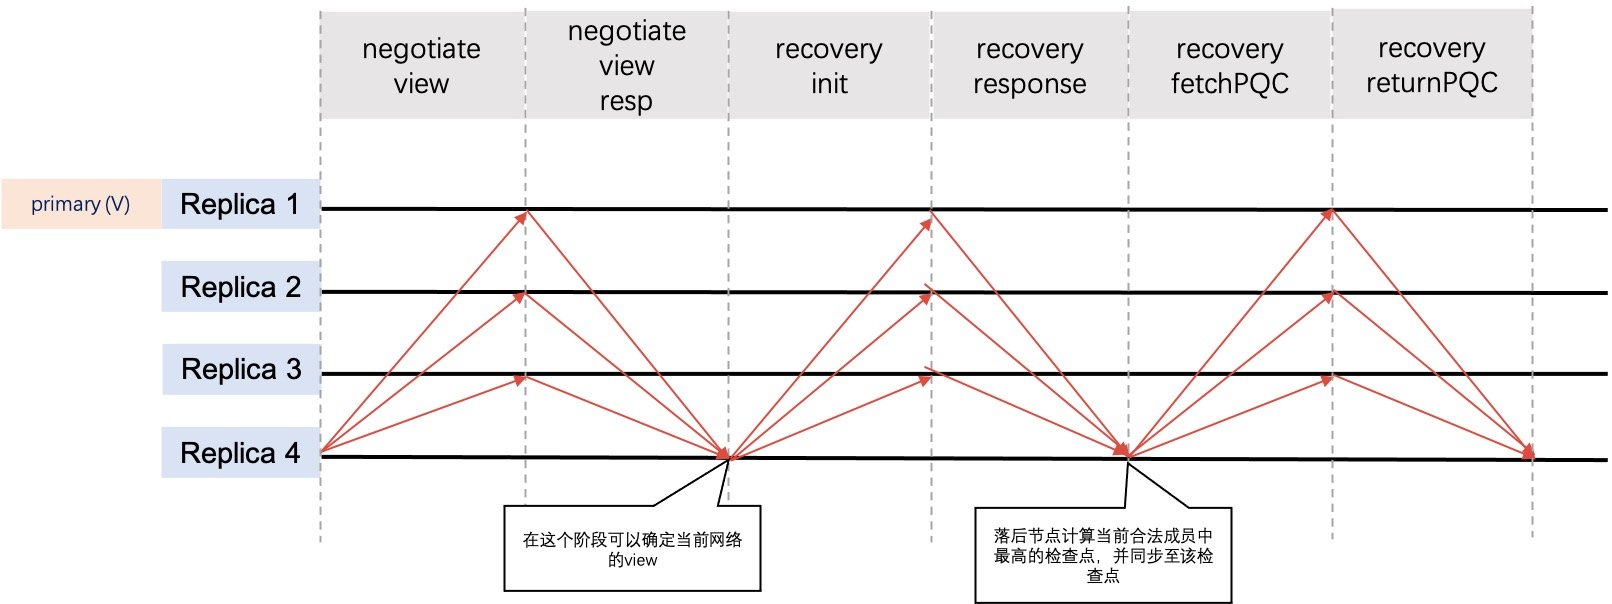 negotiate
view
negotiate
view
resp
recovery
init
recovery
response
recovery
fetchPQC
recovery
returnPQC
primary (V)
Replica 1
Replica 2
Replica 3
Replica 4
在这个阶段可以确定当前网络
的view
落后节点计算当前合法成员中
最高的检查点，并同步至该检
查点